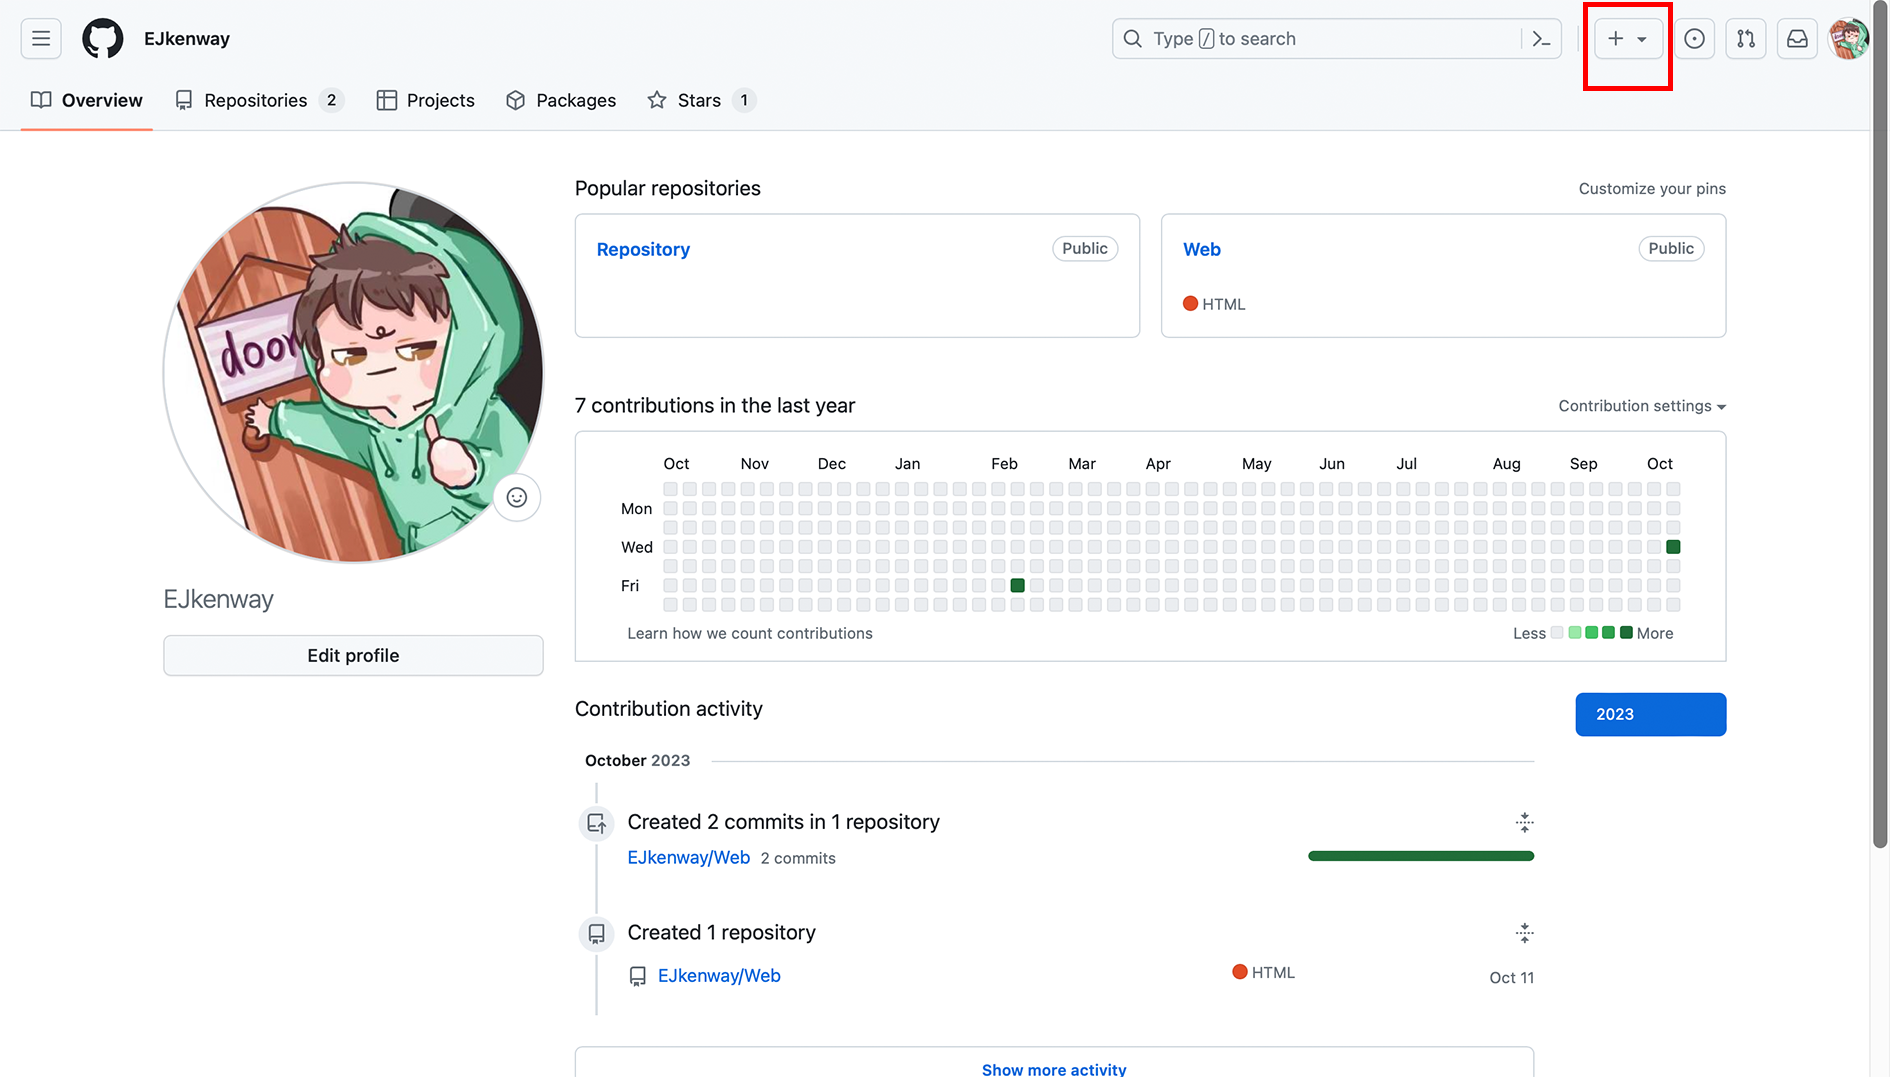 EJkenway
Type / to search
Overview Repositories 2 Projects Packages Stars 1
door
EJkenway
Edit profile
Popular repositories Customize your pins
Repository Public
Web Public
HTML
7 contributions in the last year Contribution settings
Oct Nov Dec Jan Feb Mar Apr May Jun Jul Aug Sep Oct
Mon
Wed
Fri
Learn how we count contributions Less More
Contribution activity
2023
October 2023
Created 2 commits in 1 repository
EJkenway/Web 2 commits
Created 1 repository
EJkenway/Web HTML Oct 11
Show more activity